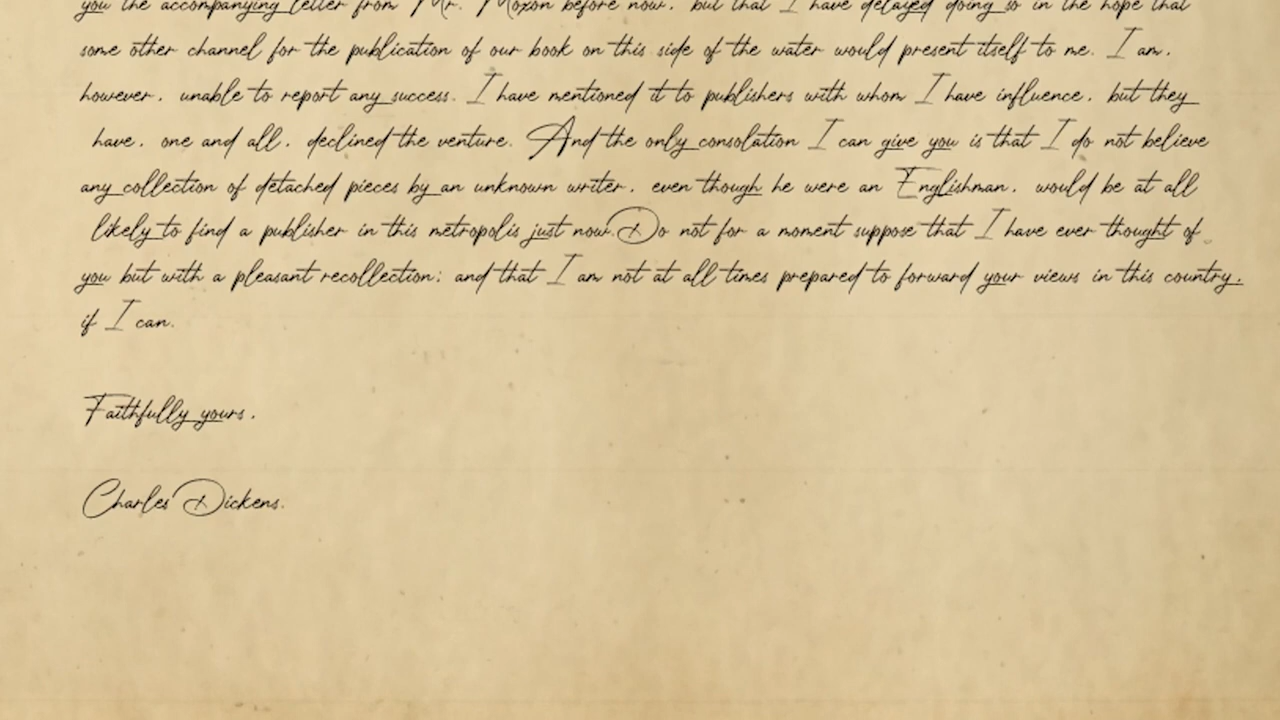 you the accompanying letter from Mr. Moxon before now, but that I have delayed doing so in the hope that
some other channel for the publication of our book on this side of the water would present itself to me. I am,
however, unable to report any success. I have mentioned it to publishers with whom I have influence, but they
have, one and all, declined the venture. And the only consolation I can give you is that I do not believe
any collection of detached pieces by an unknown writer, even though he were an Englishman, would be at all
likely to find a publisher in this metropolis just now.Do not for a moment suppose that I have ever thought of
you but with a pleasant recollection; and that I am not at all times prepared to forward your views in this country,
if I can.
Faithfully yours,
Charles Dickens.